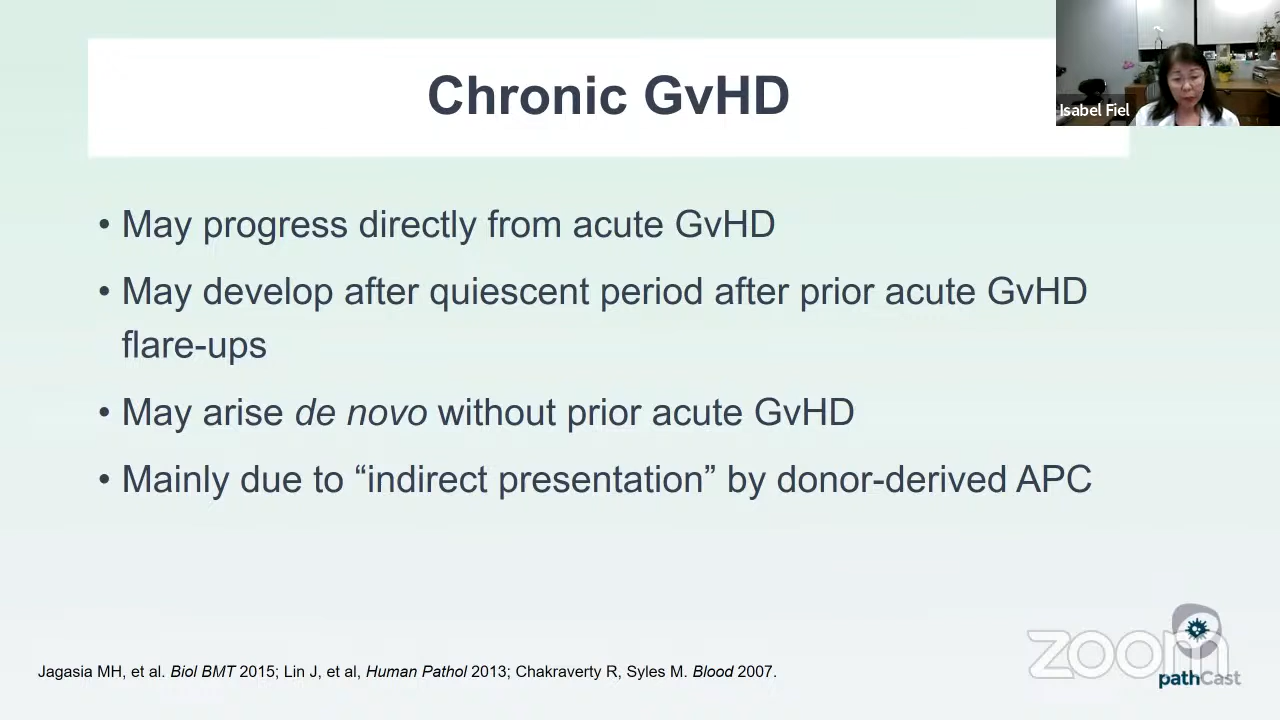 Chronic GvHD
Isabel Fiel
• May progress directly from acute GvHD
• May develop after quiescent period after prior acute GvHD
flare-ups
• May arise de novo without prior acute GvHD
• Mainly due to “indirect presentation” by donor-derived APC
zoom
pathCast
Jagasia MH, et al. Biol BMT 2015; Lin J, et al, Human Pathol 2013; Chakraverty R, Syles M. Blood 2007.